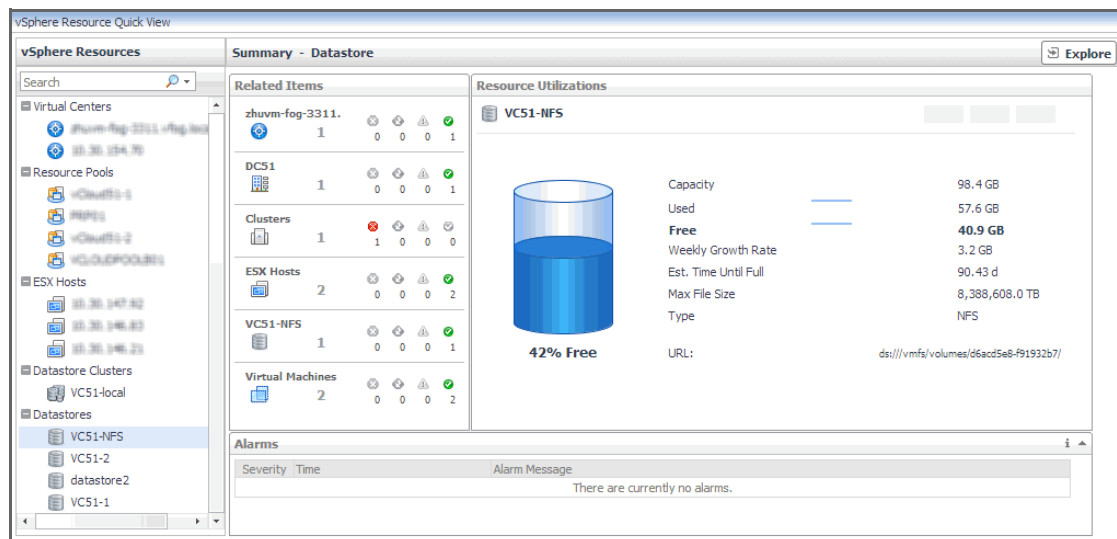 vSphere Resource Quick View
vSphere Resources
Search
Virtual Centers
Resource Pools
ESX Hosts
Datastore Clusters
VC51-local
Datastores
VC51-NFS
VC51-2
datastore2
VC51-1
Summary - Datastore
Explore
Related Items
zhuvm-fog-3311.
1 0 0 0 1
DC51
1 0 0 0 1
Clusters
1 1 0 0 0
ESX Hosts
2 0 0 0 2
VC51-NFS
1 0 0 0 1
Virtual Machines
2 0 0 0 2
Resource Utilizations
VC51-NFS
42% Free
Capacity 98.4 GB
Used 57.6 GB
Free 40.9 GB
Weekly Growth Rate 3.2 GB
Est. Time Until Full 90.43 d
Max File Size 8,388,608.0 TB
Type NFS
URL: ds:///vmfs/volumes/d6acd5e8-f91932b7/
Alarms
Severity Time Alarm Message
There are currently no alarms.